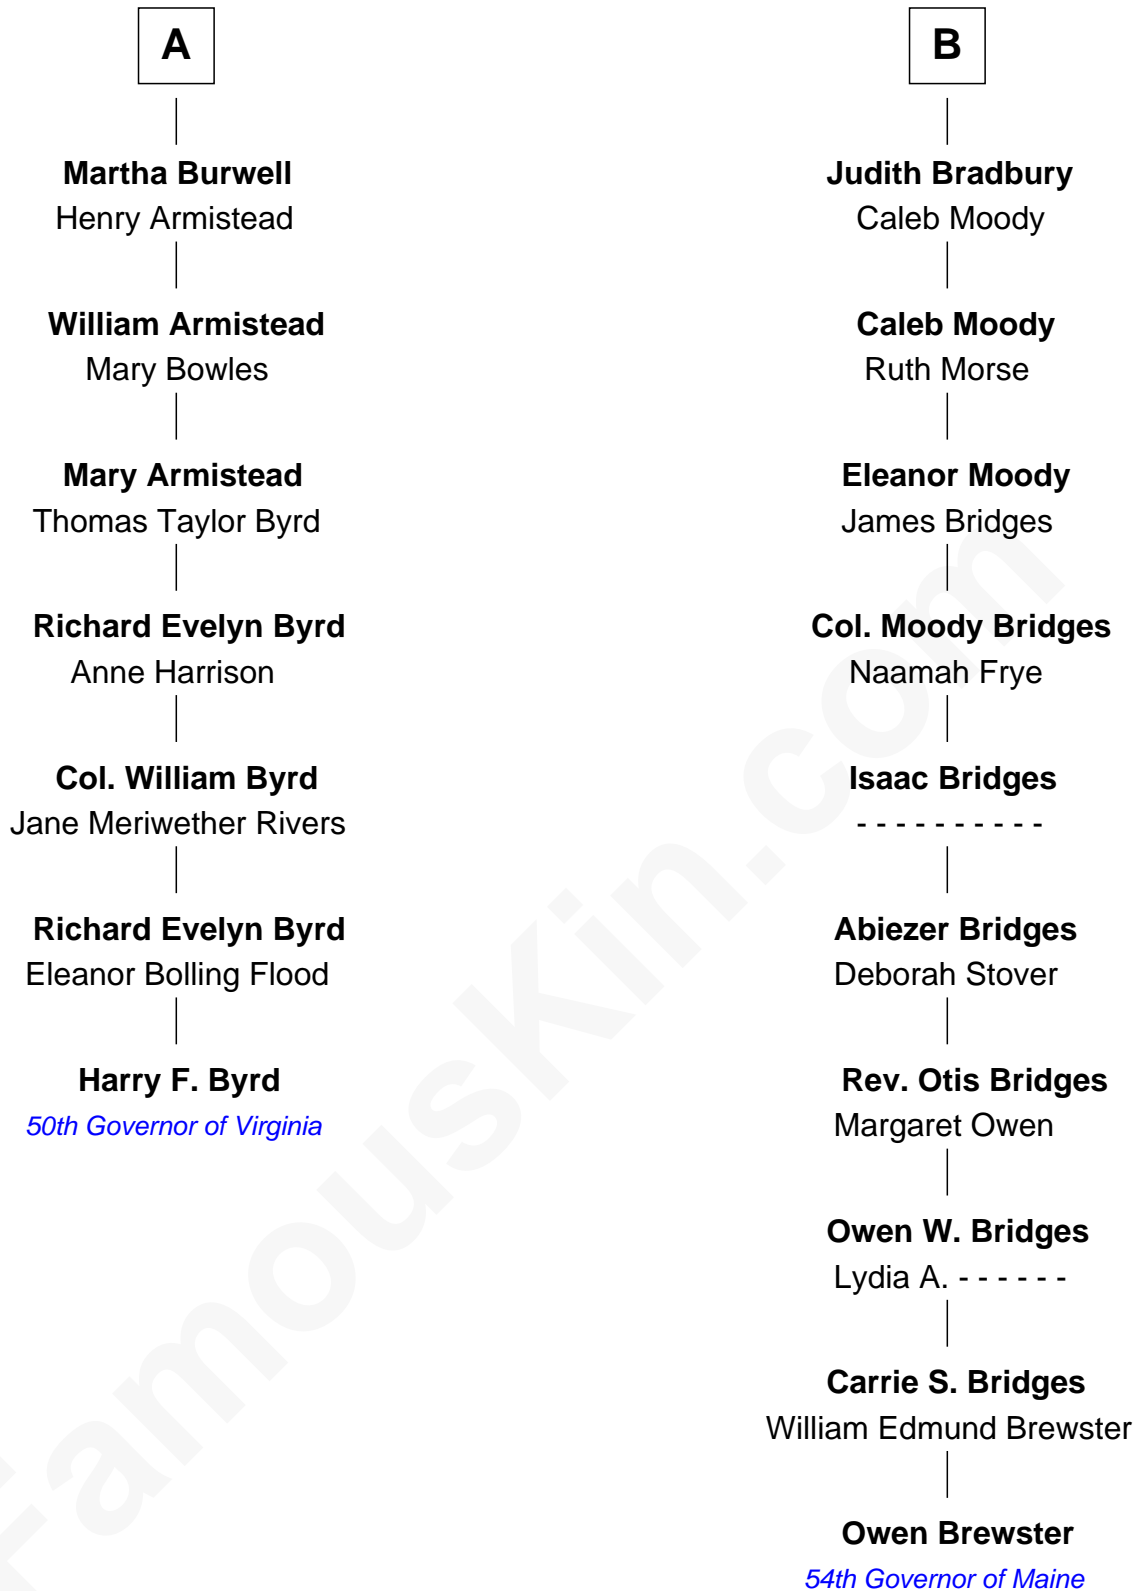 A
Martha Burwell
Henry Armistead
William Armistead
Mary Bowles
Mary Armistead
Thomas Taylor Byrd
Richard Evelyn Byrd
Anne Harrison
Col. William Byrd
Jane Meriwether Rivers
Richard Evelyn Byrd
Eleanor Bolling Flood
Harry F. Byrd
50th Governor of Virginia
B
Judith Bradbury
Caleb Moody
Caleb Moody
Ruth Morse
Eleanor Moody
James Bridges
Col. Moody Bridges
Naamah Frye
Isaac Bridges
- - - - - - - - - -
Abiezer Bridges
Deborah Stover
Rev. Otis Bridges
Margaret Owen
Owen W. Bridges
Lydia A. - - - - - -
Carrie S. Bridges
William Edmund Brewster
Owen Brewster
54th Governor of Maine
FamousKin.com